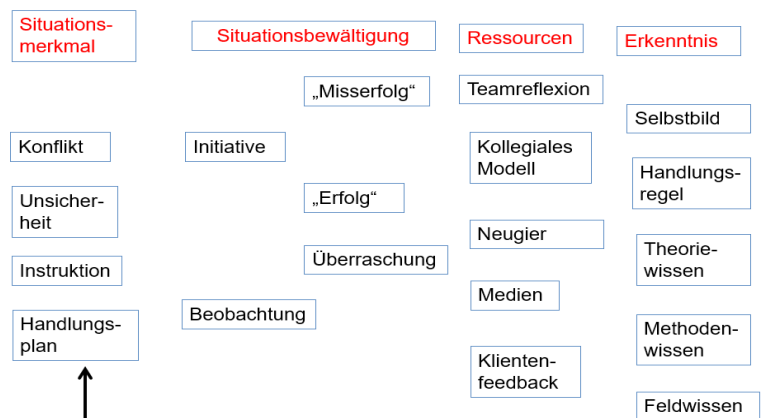 Situations-
merkmal
Situationsbewältigung
Ressourcen
Erkenntnis
„Misserfolg“
Teamreflexion
Selbstbild
Konflikt
Initiative
Kollegiales
Modell
Handlungs-
regel
Unsicher-
heit
„Erfolg“
Neugier
Überraschung
Theorie-
wissen
Instruktion
Medien
Beobachtung
Handlungs-
plan
Methoden-
wissen
Klienten-
feedback
Feldwissen